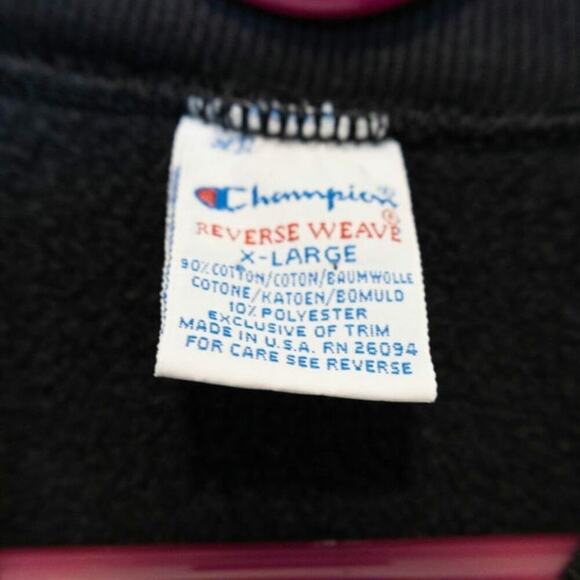 Champion
REVERSE WEAVE ®
X-LARGE
90% COTTON/COTON/BAUMWOLLE
COTONE/KATOEN/BOMULD
10% POLYESTER
EXCLUSIVE OF TRIM
MADE IN U.S.A. RN 26094
FOR CARE SEE REVERSE